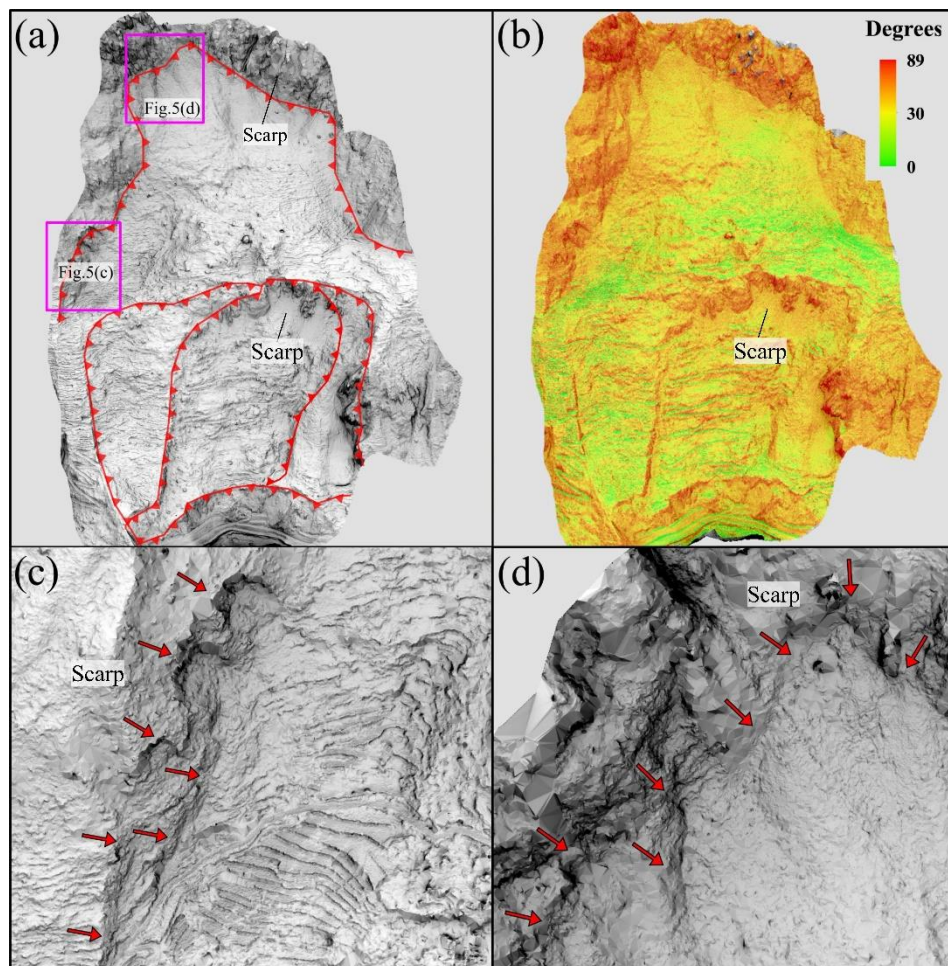 (a)
Fig.5(d)
Scarp
Fig.5(c)
Scarp
(b)
Degrees
89
30
0
Scarp
(c)
Scarp
(d)
Scarp